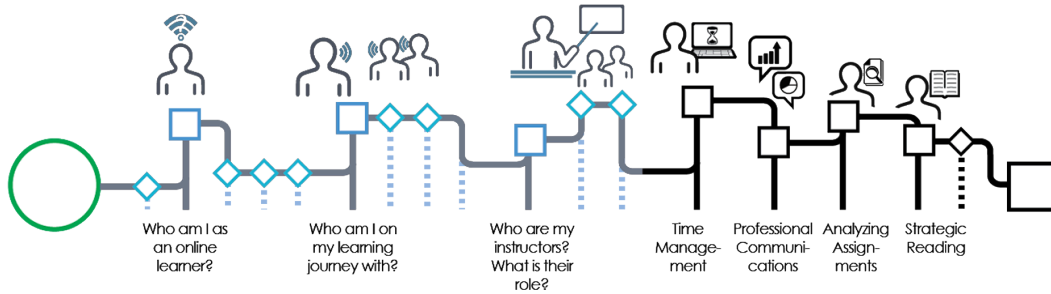 Who am I as
an online
learner?
Who am I on
my learning
journey with?
Who are my
instructors?
What is their
role?
Time
Manage-
ment
Professional
Communi-
cations
Analyzing
Assign-
ments
Strategic
Reading